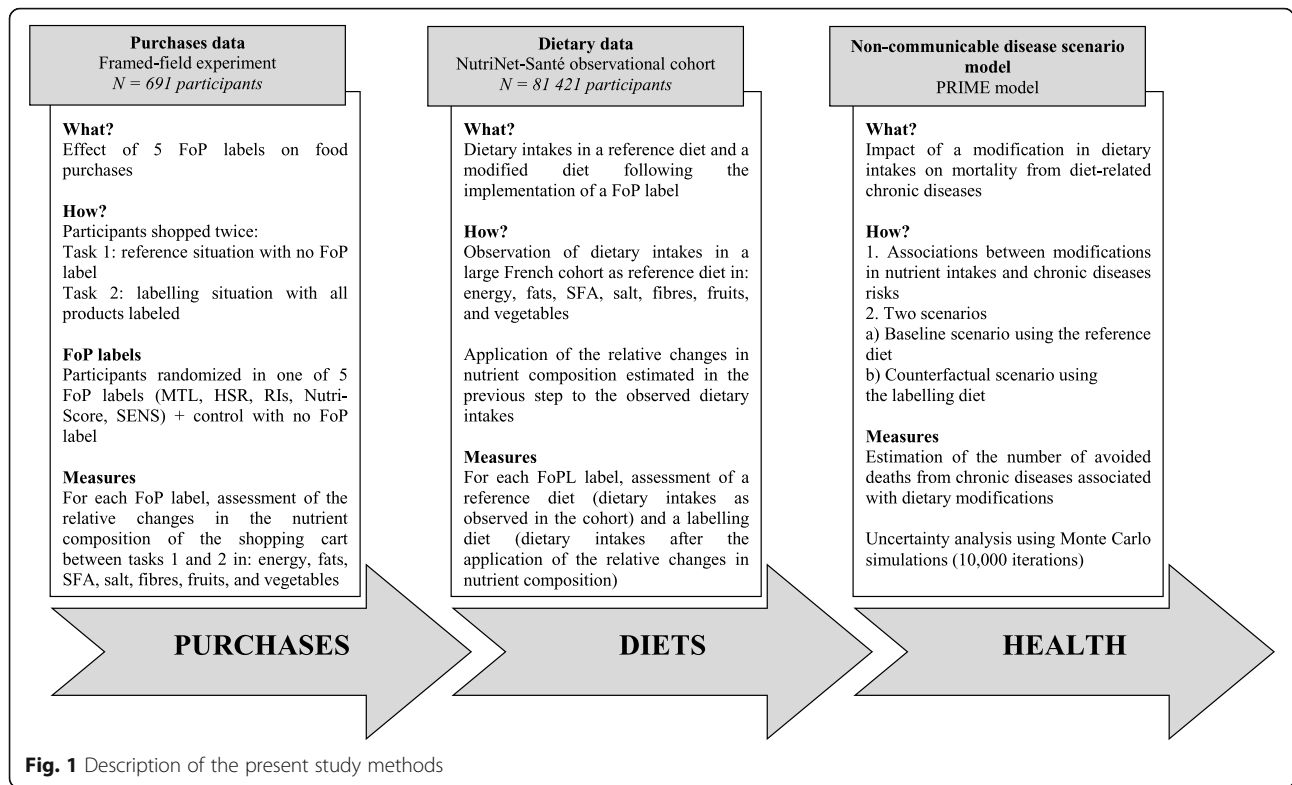 Purchases data
Framed-field experiment
N = 691 participants
What?
Effect of 5 FoP labels on food
purchases
How?
Participants shopped twice:
Task 1: reference situation with no FoP
label
Task 2: labelling situation with all
products labeled
FoP labels
Participants randomized in one of 5
FoP labels (MTL, HSR, RIs, Nutri-
Score, SENS) + control with no FoP
label
Measures
For each FoP label, assessment of the
relative changes in the nutrient
composition of the shopping cart
between tasks 1 and 2 in: energy, fats,
SFA, salt, fibres, fruits, and vegetables
PURCHASES
Dietary data
NutriNet-Santé observational cohort
N = 81 421 participants
What?
Dietary intakes in a reference diet and a
modified diet following the
implementation of a FoP label
How?
Observation of dietary intakes in a
large French cohort as reference diet in:
energy, fats, SFA, salt, fibres, fruits,
and vegetables
Application of the relative changes in
nutrient composition estimated in the
previous step to the observed dietary
intakes
Measures
For each FoPL label, assessment of a
reference diet (dietary intakes as
observed in the cohort) and a labelling
diet (dietary intakes after the
application of the relative changes in
nutrient composition)
DIETS
Non-communicable disease scenario
model
PRIME model
What?
Impact of a modification in dietary
intakes on mortality from diet-related
chronic diseases
How?
1. Associations between modifications
in nutrient intakes and chronic diseases
risks
2. Two scenarios
a) Baseline scenario using the reference
diet
b) Counterfactual scenario using
the labelling diet
Measures
Estimation of the number of avoided
deaths from chronic diseases associated
with dietary modifications
Uncertainty analysis using Monte Carlo
simulations (10,000 iterations)
HEALTH
Fig. 1 Description of the present study methods